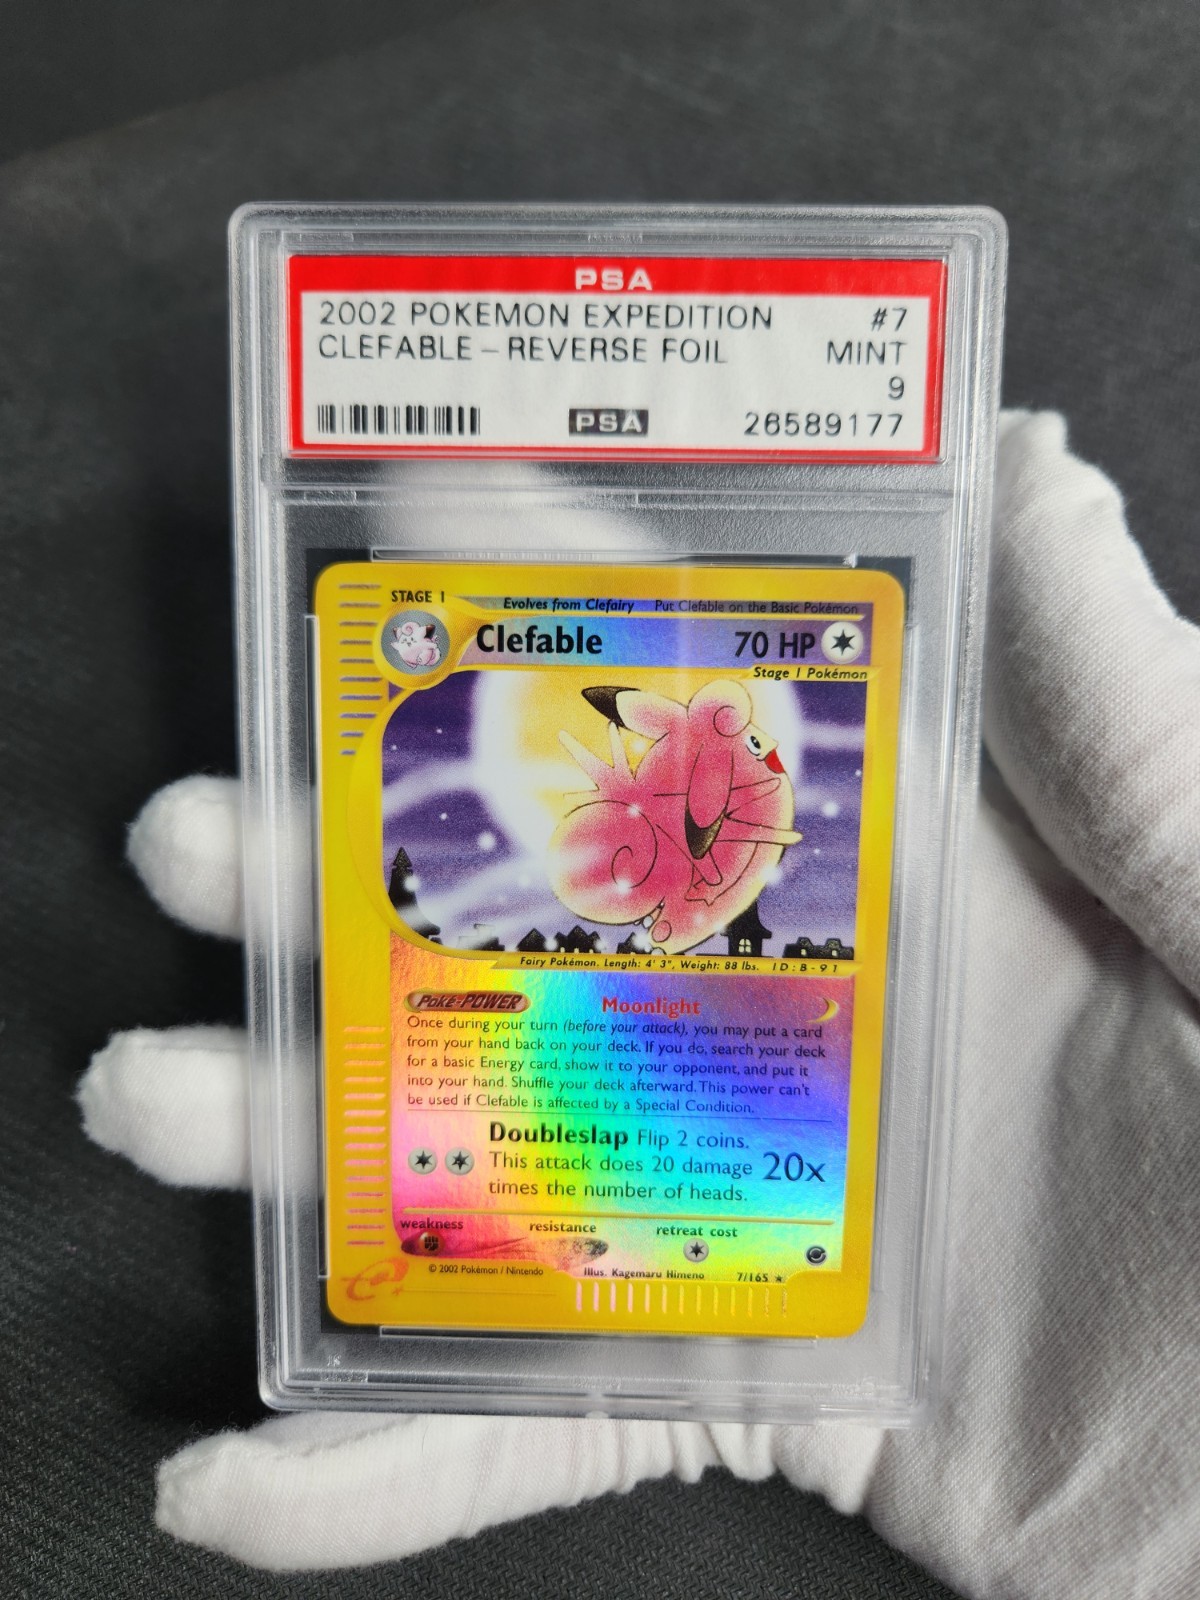 PSA
2002 POKEMON EXPEDITION #7
CLEFABLE - REVERSE FOIL MINT
9
PSA 26589177
STAGE 1 Evolves from Clefairy Put Clefable on the Basic Pokémon
Clefable 70 HP
Stage 1 Pokémon
Fairy Pokémon. Length: 4' 3", Weight: 88 lbs. ID: B-91
Poké-POWER Moonlight
Once during your turn (before your attack), you may put a card
from your hand back on your deck. If you do, search your deck
for a basic Energy card, show it to your opponent, and put it
into your hand. Shuffle your deck afterward. This power can't
be used if Clefable is affected by a Special Condition.
Doubleslap Flip 2 coins.
This attack does 20 damage 20x
times the number of heads.
weakness resistance retreat cost
© 2002 Pokémon / Nintendo Illus. Kagemaru Himeno 7/165 ★